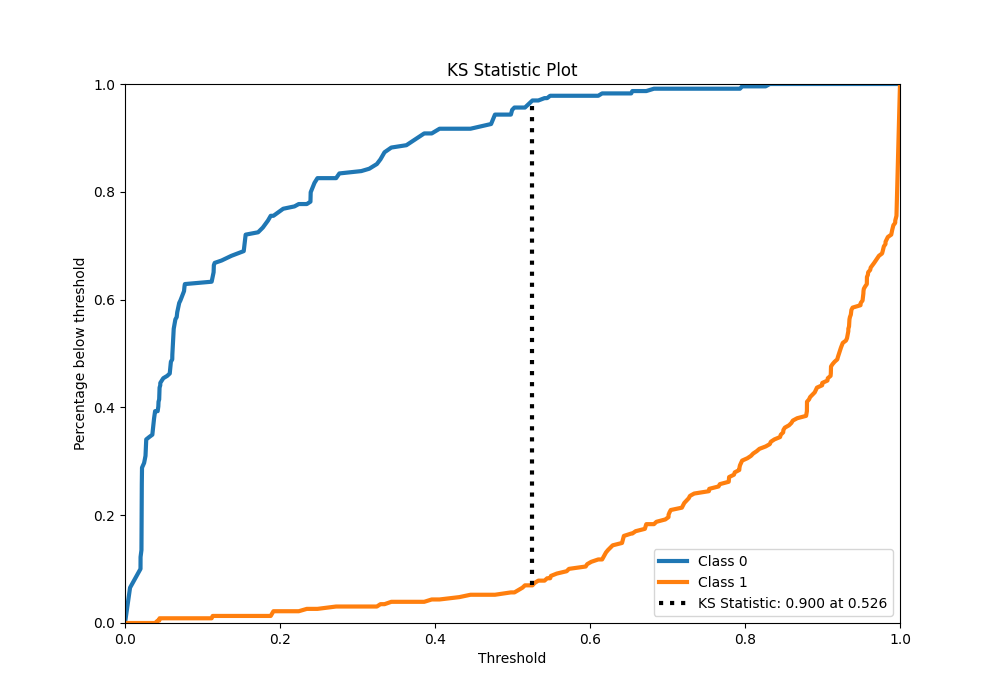 KS Statistic Plot
Percentage below threshold
1.0
0.8
0.6
0.4
0.2
0.0
0.0 0.2 0.4 0.6 0.8 1.0
Threshold
Class 0
Class 1
KS Statistic: 0.900 at 0.526